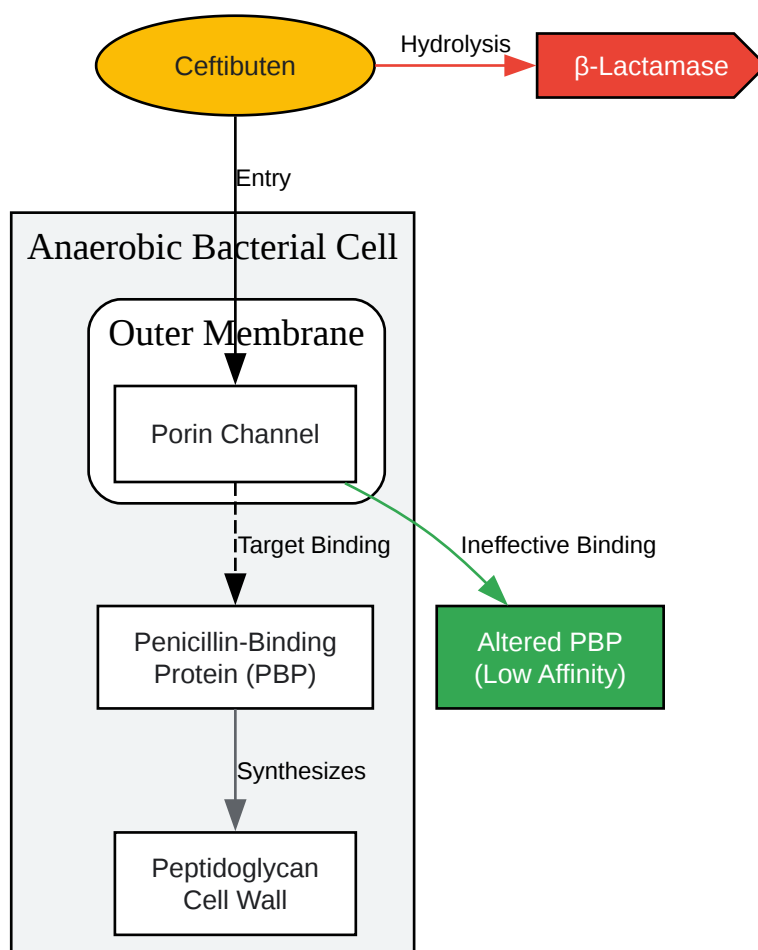 Ceftibuten
Hydrolysis
β-Lactamase
Entry
Anaerobic Bacterial Cell
Outer Membrane
Porin Channel
Target Binding
Ineffective Binding
Penicillin-Binding
Protein (PBP)
Altered PBP
(Low Affinity)
Synthesizes
Peptidoglycan
Cell Wall